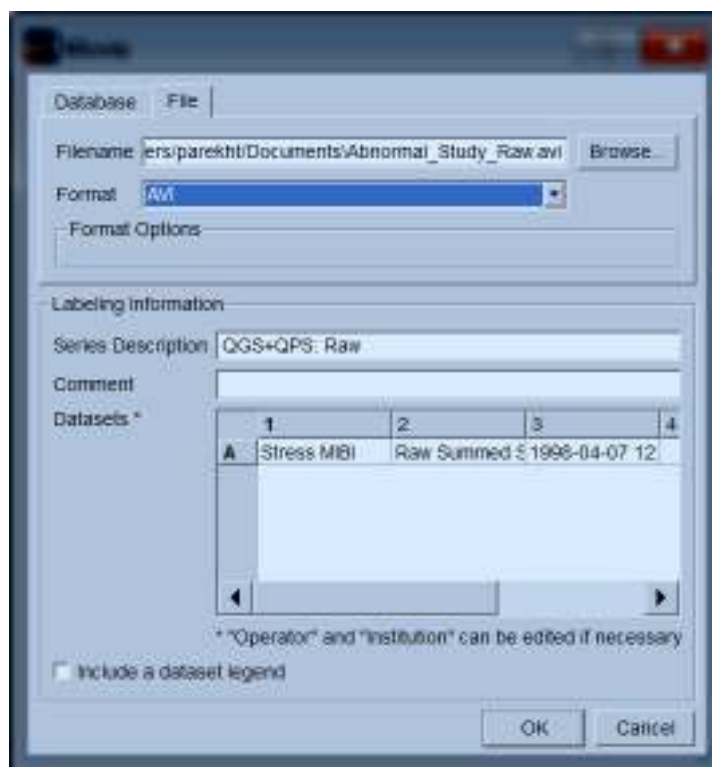 Movie
Database File
Filename ers/parekht/Documents\Abnormal_Study_Raw.avi Browse...
Format AVI
Format Options
Labeling Information
Series Description QGS+QPS: Raw
Comment
Datasets *
1 2 3 4
A Stress MIBI Raw Summed S 1998-04-07 12
* "Operator" and "Institution" can be edited if necessary
Include a dataset legend
OK Cancel